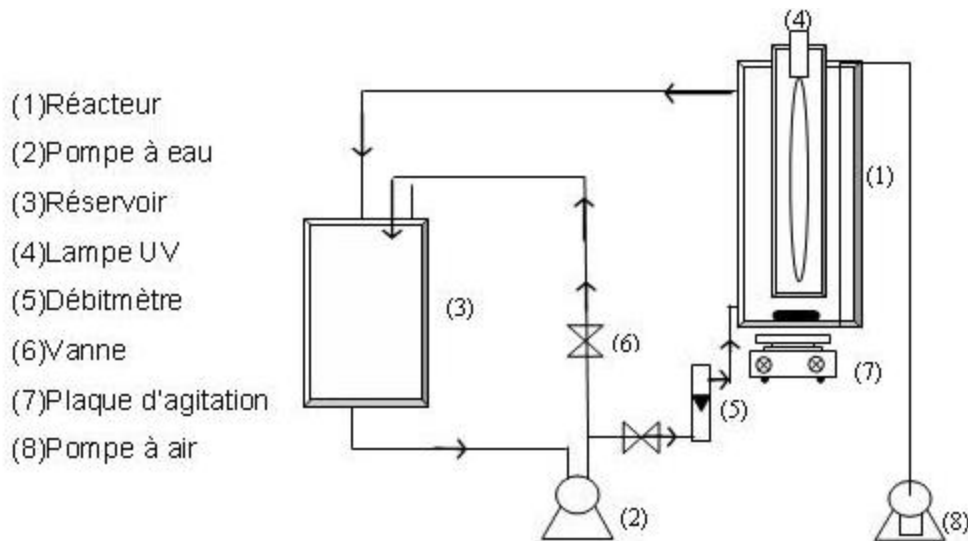 (1)Réacteur
(2)Pompe à eau
(3)Réservoir
(4)Lampe UV
(5)Débitmètre
(6)Vanne
(7)Plaque d'agitation
(8)Pompe à air
(4)
(1)
(3)
(6)
(7)
(5)
(2)
(8)